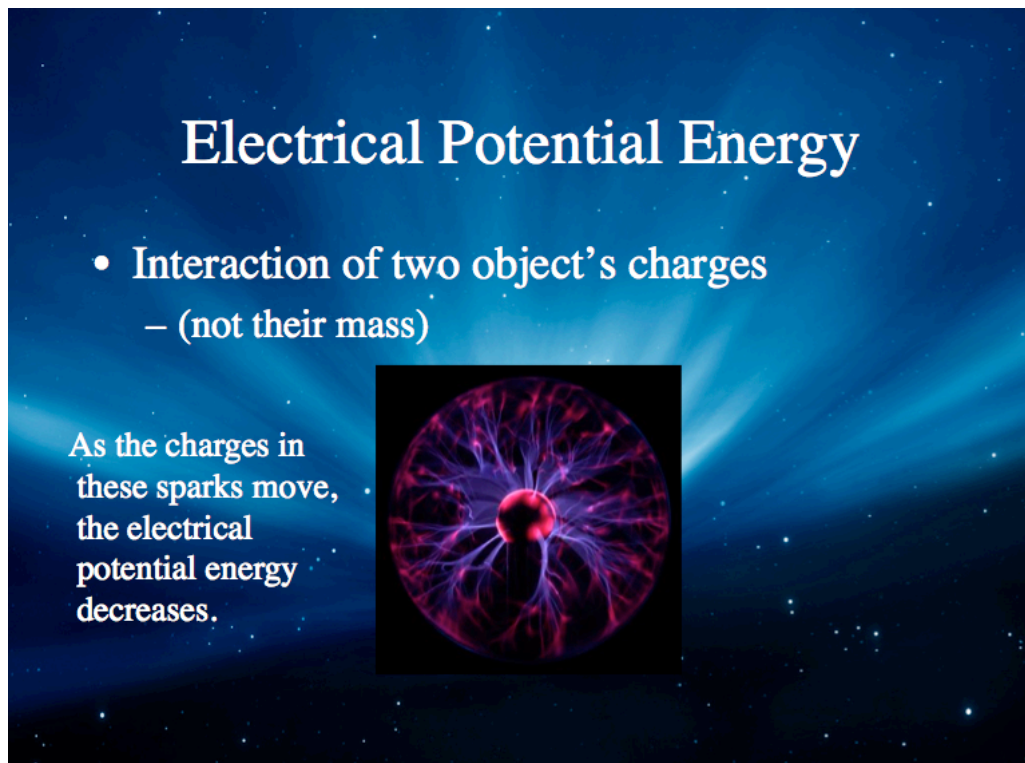 Electrical Potential Energy
• Interaction of two object’s charges
– (not their mass)
As the charges in
these sparks move,
the electrical
potential energy
decreases.